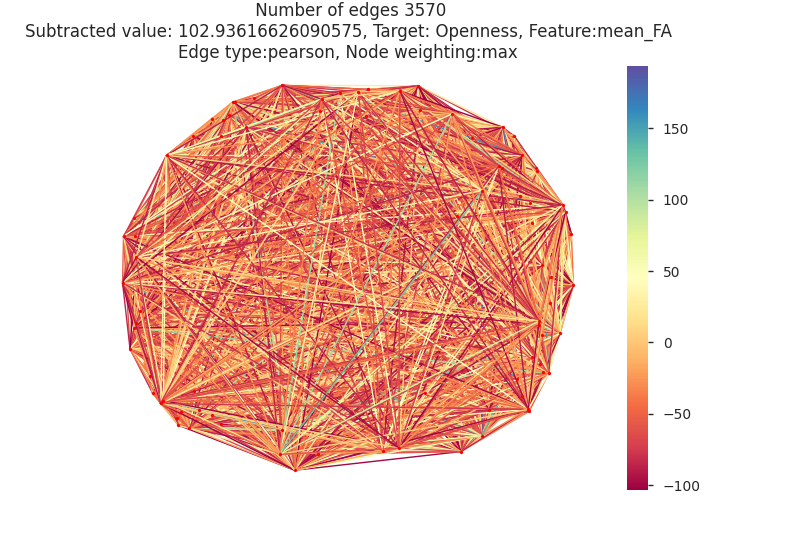 Number of edges 3570
Subtracted value: 102.93616626090575, Target: Openness, Feature:mean_FA
Edge type:pearson, Node weighting:max
150
100
50
0
−50
−100